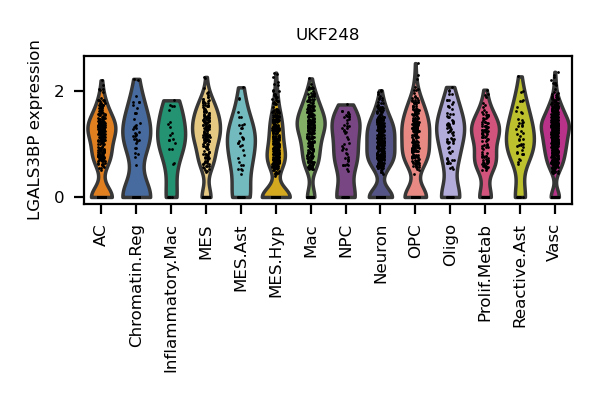 UKF248
LGALS3BP expression
2
0
AC
Chromatin.Reg
Inflammatory.Mac
MES
MES.Ast
MES.Hyp
Mac
NPC
Neuron
OPC
Oligo
Prolif.Metab
Reactive.Ast
Vasc